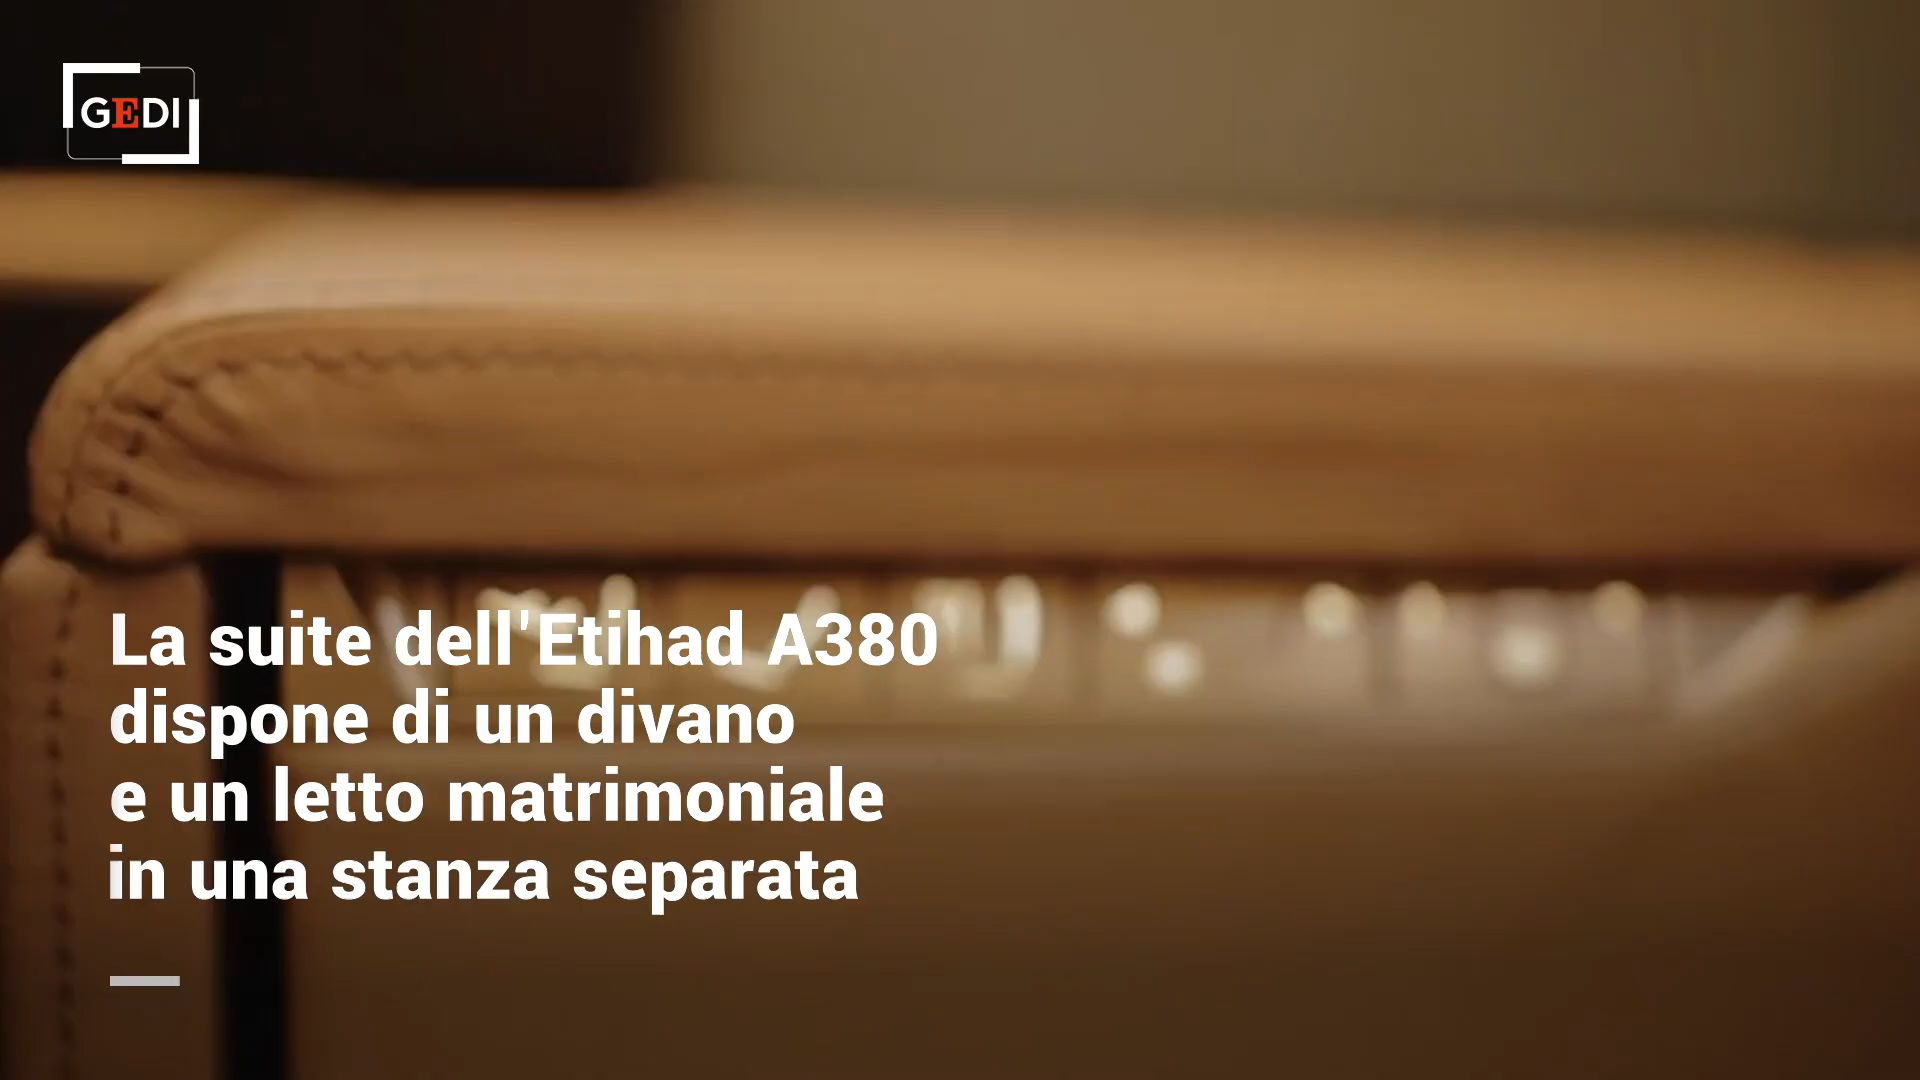 GEDI
La suite dell'Etihad A380
dispone di un divano
e un letto matrimoniale
in una stanza separata